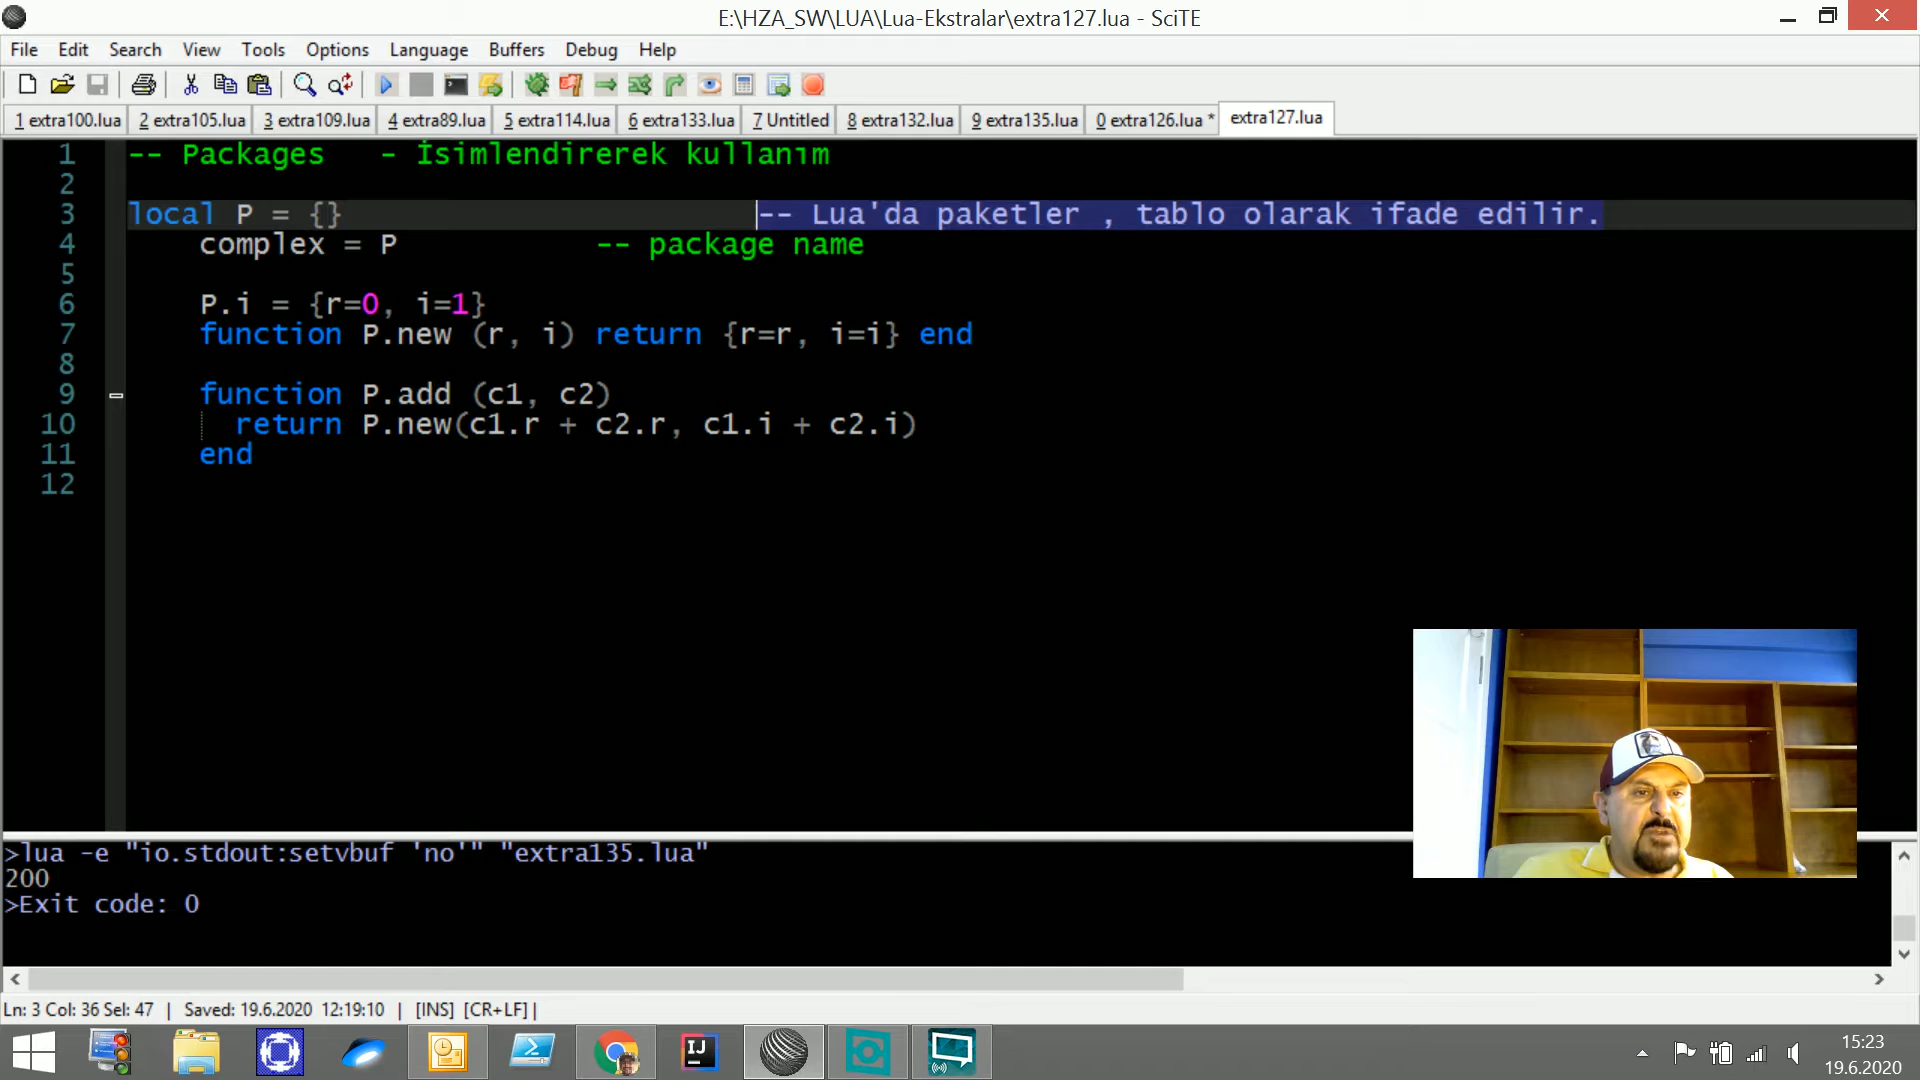 E:\HZA_SW\LUA\Lua-Ekstralar\extra127.lua - SciTE
File Edit Search View Tools Options Language Buffers Debug Help
1 extra100.lua 2 extra105.lua 3 extra109.lua 4 extra89.lua 5 extra114.lua 6 extra133.lua 7 Untitled 8 extra132.lua 9 extra135.lua 0 extra126.lua * extra127.lua
1 -- Packages - İsimlendirerek kullanım
2
3 local P = {} -- Lua'da paketler , tablo olarak ifade edilir.
4 complex = P -- package name
5
6 P.i = {r=0, i=1}
7 function P.new (r, i) return {r=r, i=i} end
8
9 function P.add (c1, c2)
10 return P.new(c1.r + c2.r, c1.i + c2.i)
11 end
12
>lua -e "io.stdout:setvbuf 'no'" "extra135.lua"
200
>Exit code: 0
Ln: 3 Col: 36 Sel: 47 | Saved: 19.6.2020 12:19:10 | [INS] [CR+LF] |
IJ
15:23
19.6.2020